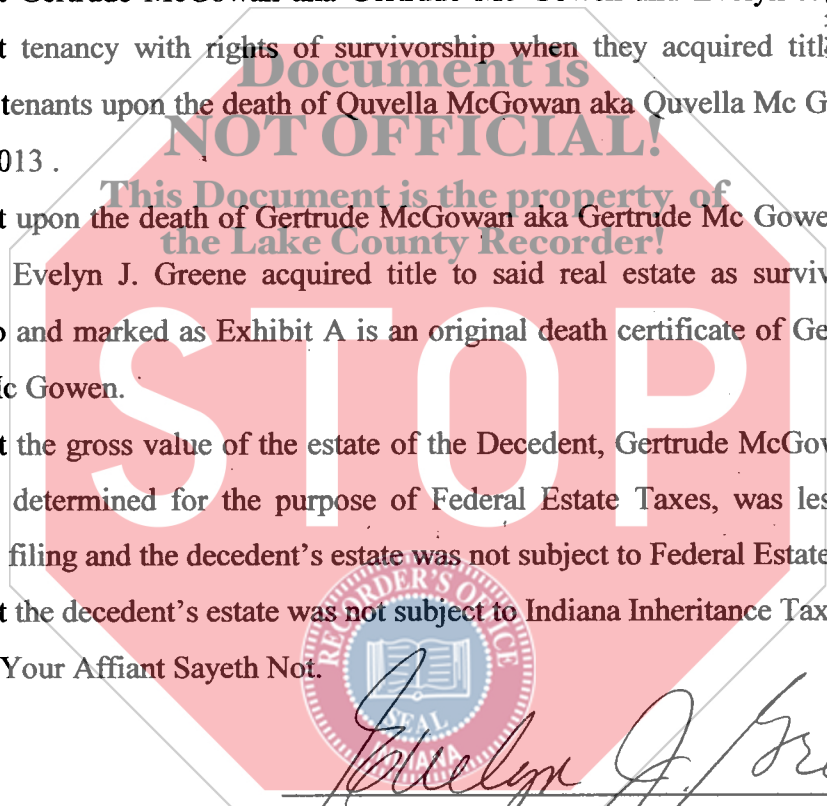 t tenancy with rights of survivorship when they acquired titl
Document is
tenants upon the death of Quvella McGowan aka Quvella Mc G
NOT OFFICIAL!
013 .
This Document is the property of
t upon the death of Gertrude McGowan aka Gertrude Mc Gowe
the Lake County Recorder!
Evelyn J. Greene acquired title to said real estate as surviv
and marked as Exhibit A is an original death certificate of Ge
c Gowen.
STOP
t the gross value of the estate of the Decedent, Gertrude McGov
determined for the purpose of Federal Estate Taxes, was les
filing and the decedent's estate was not subject to Federal Estate
t the decedent's estate was not subject to Indiana Inheritance Tax
Your Affiant Sayeth Not.
RECORDER'S OFFICE
SEAL
INDIANA
Evelyn J. Gre